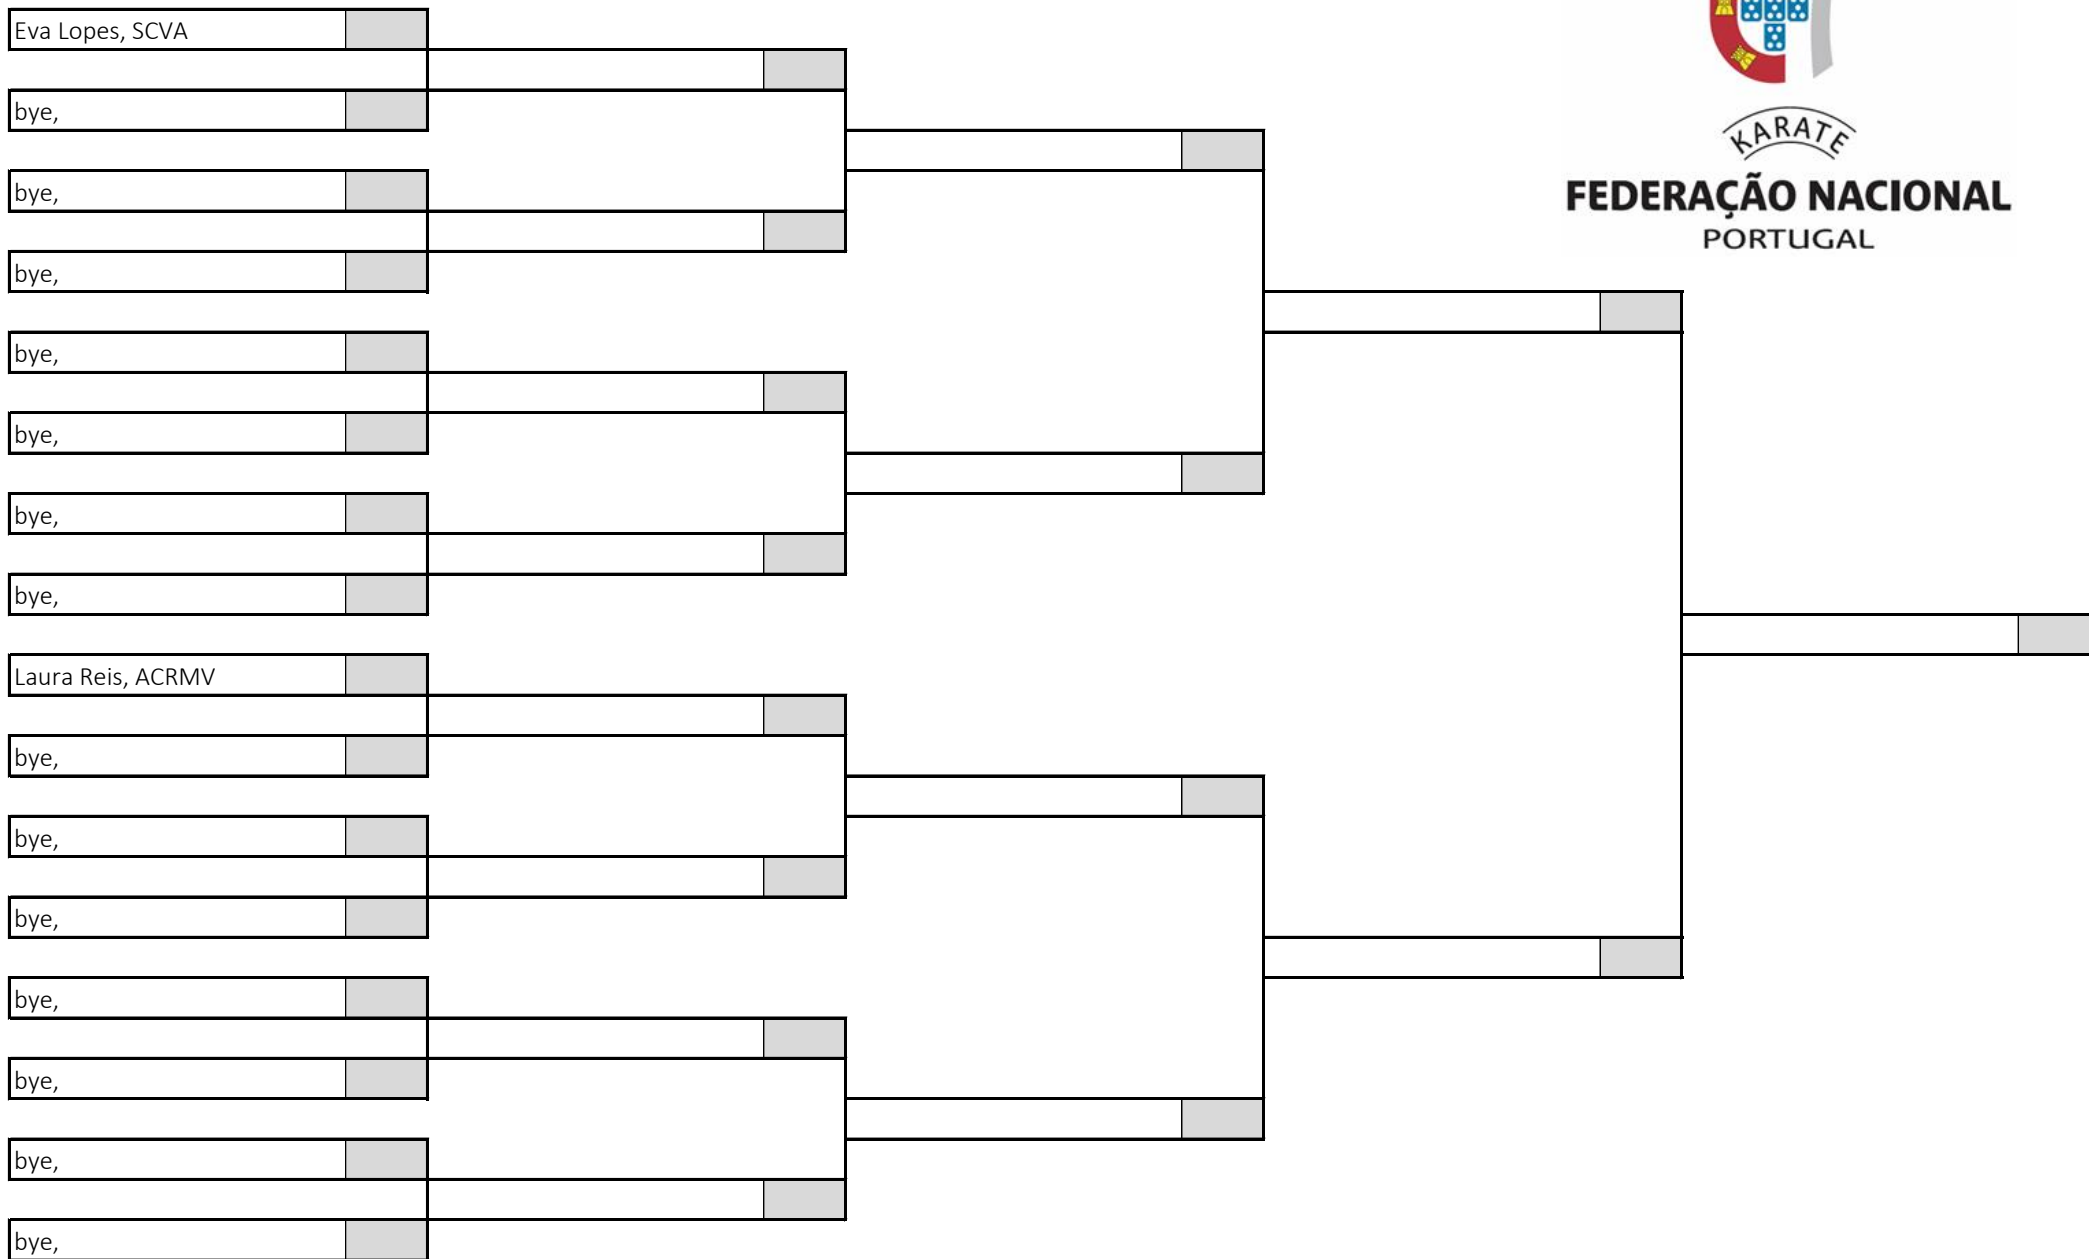 Eva Lopes, SCVA
bye,
bye,
bye,
bye,
bye,
bye,
bye,
Laura Reis, ACRMV
bye,
bye,
bye,
bye,
bye,
bye,
bye,
KARATE
FEDERAÇÃO NACIONAL
PORTUGAL